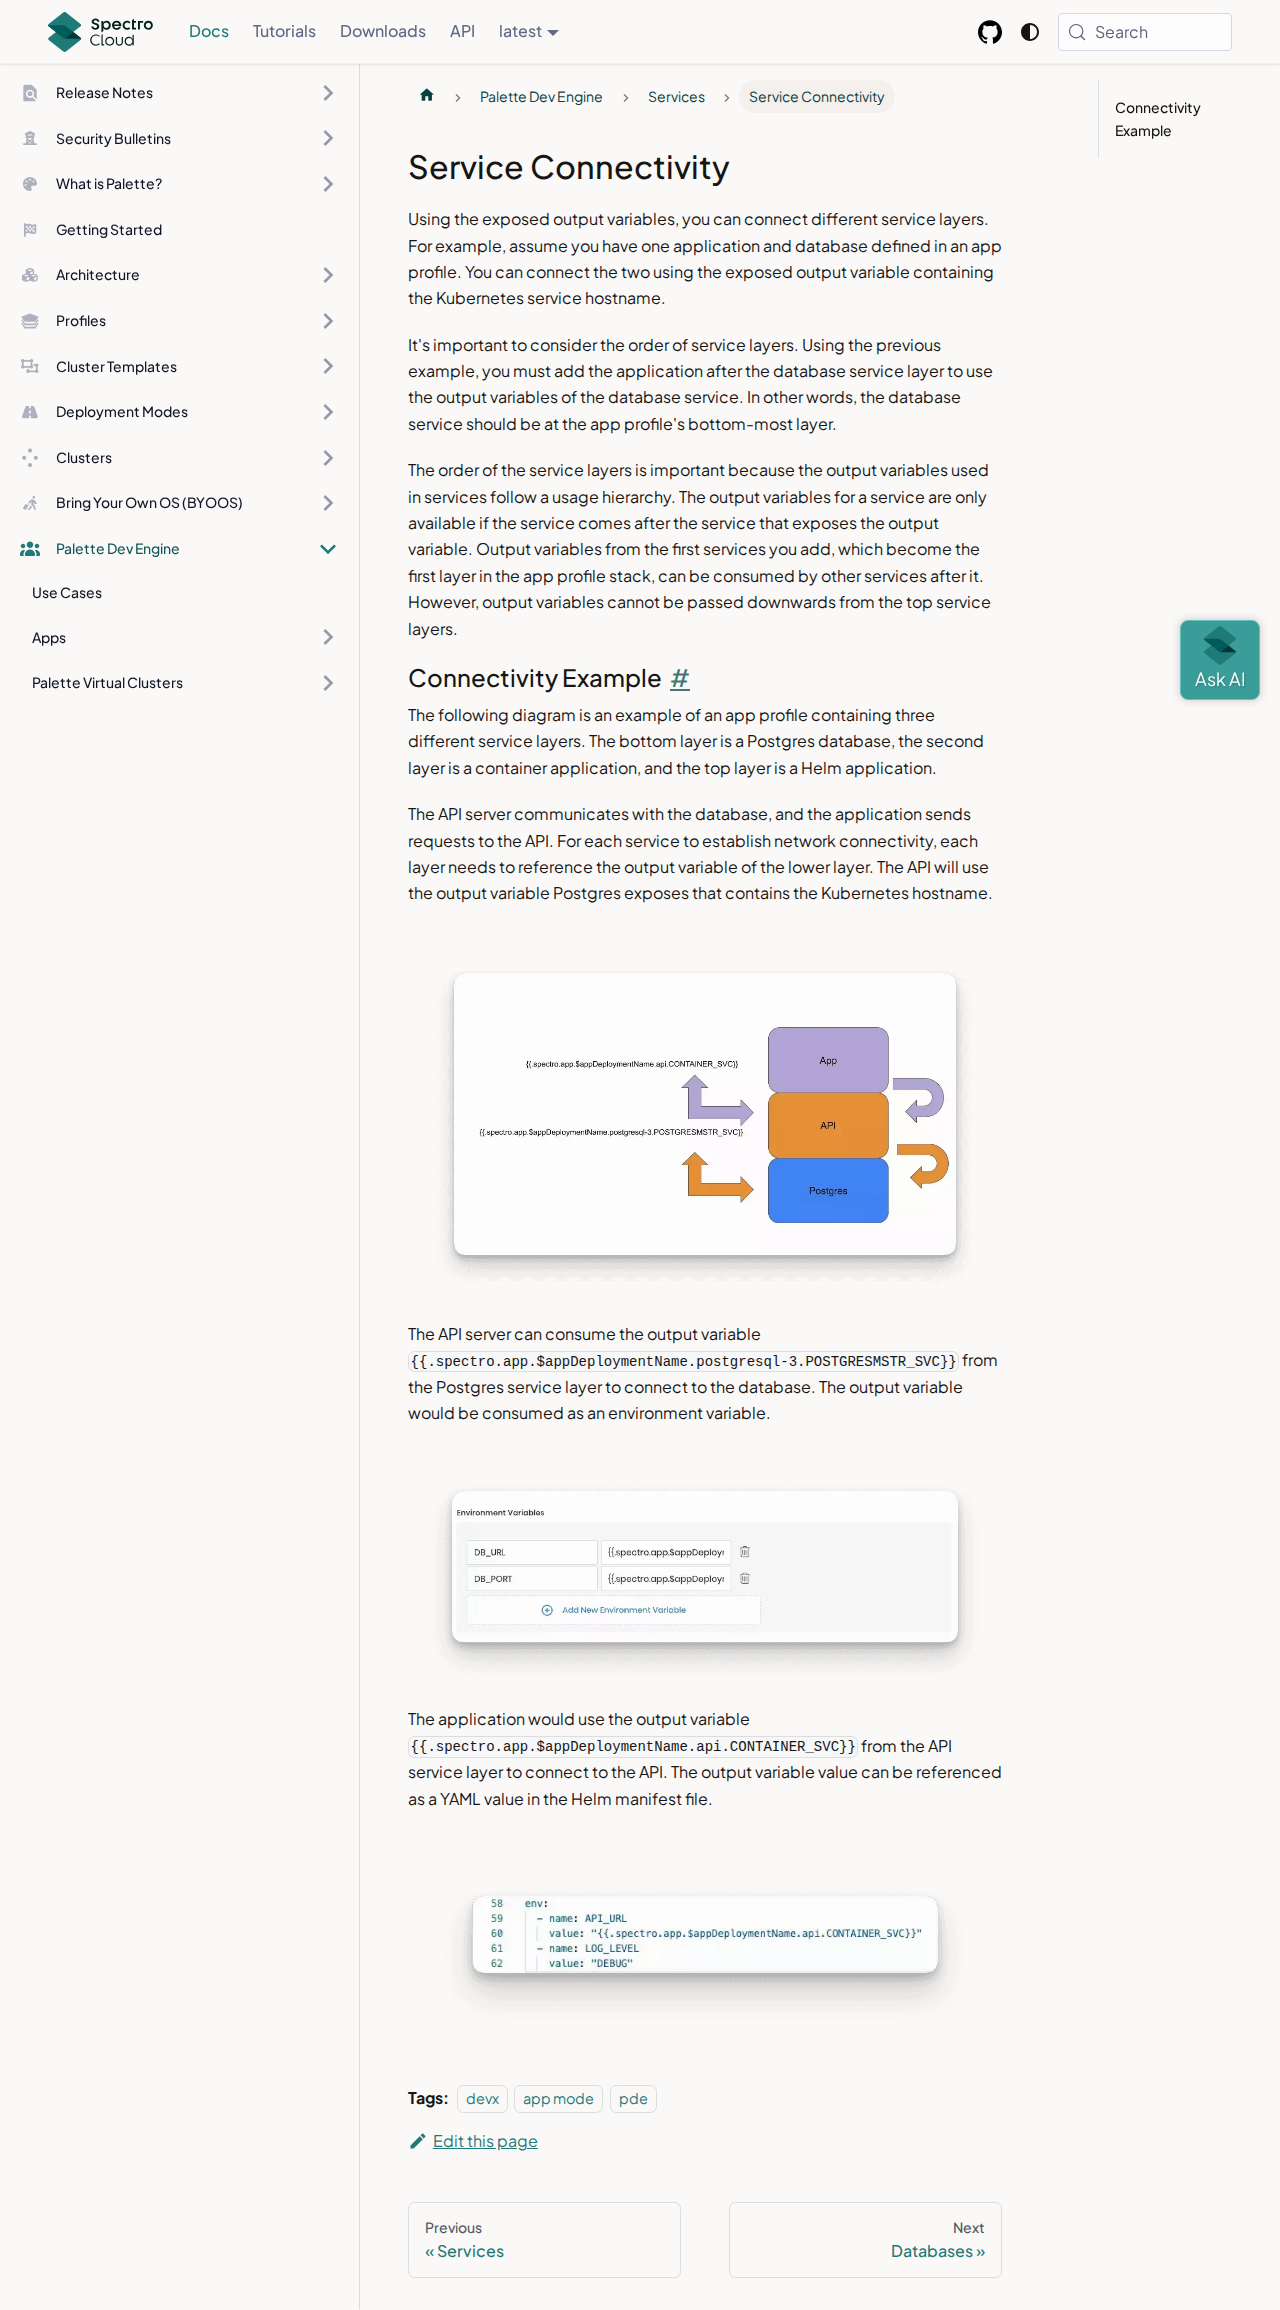 Spectro Cloud
Docs
Tutorials
Downloads
API
latest
Search
Release Notes
Security Bulletins
What is Palette?
Getting Started
Architecture
Profiles
Cluster Templates
Deployment Modes
Clusters
Bring Your Own OS (BYOOS)
Palette Dev Engine
Use Cases
Apps
Palette Virtual Clusters
Palette Dev Engine
Services
Service Connectivity
Service Connectivity
Using the exposed output variables, you can connect different service layers.
For example, assume you have one application and database defined in an app
profile. You can connect the two using the exposed output variable containing
the Kubernetes service hostname.
It's important to consider the order of service layers. Using the previous
example, you must add the application after the database service layer to use
the output variables of the database service. In other words, the database
service should be at the app profile's bottom-most layer.
The order of the service layers is important because the output variables used
in services follow a usage hierarchy. The output variables for a service are only
available if the service comes after the service that exposes the output
variable. Output variables from the first services you add, which become the
first layer in the app profile stack, can be consumed by other services after it.
However, output variables cannot be passed downwards from the top service
layers.
Connectivity Example #
The following diagram is an example of an app profile containing three
different service layers. The bottom layer is a Postgres database, the second
layer is a container application, and the top layer is a Helm application.
The API server communicates with the database, and the application sends
requests to the API. For each service to establish network connectivity, each
layer needs to reference the output variable of the lower layer. The API will use
the output variable Postgres exposes that contains the Kubernetes hostname.
{{.spectro.app.$appDeploymentName.api.CONTAINER_SVC}}
App
API
{{.spectro.app.$appDeploymentName.postgresql-3.POSTGRESMSTR_SVC}}
Postgres
The API server can consume the output variable
{{.spectro.app.$appDeploymentName.postgresql-3.POSTGRESMSTR_SVC}} from
the Postgres service layer to connect to the database. The output variable
would be consumed as an environment variable.
Environment Variables
DB_URL {{.spectro.app.$appDeploym
DB_PORT {{.spectro.app.$appDeploym
Add New Environment Variable
The application would use the output variable
{{.spectro.app.$appDeploymentName.api.CONTAINER_SVC}} from the API
service layer to connect to the API. The output variable value can be referenced
as a YAML value in the Helm manifest file.
58 env:
59 - name: API_URL
60 value: "{{.spectro.app.$appDeploymentName.api.CONTAINER_SVC}}"
61 - name: LOG_LEVEL
62 value: "DEBUG"
Tags: devx app mode pde
Edit this page
Previous
« Services
Next
Databases »
Connectivity
Example
Ask AI